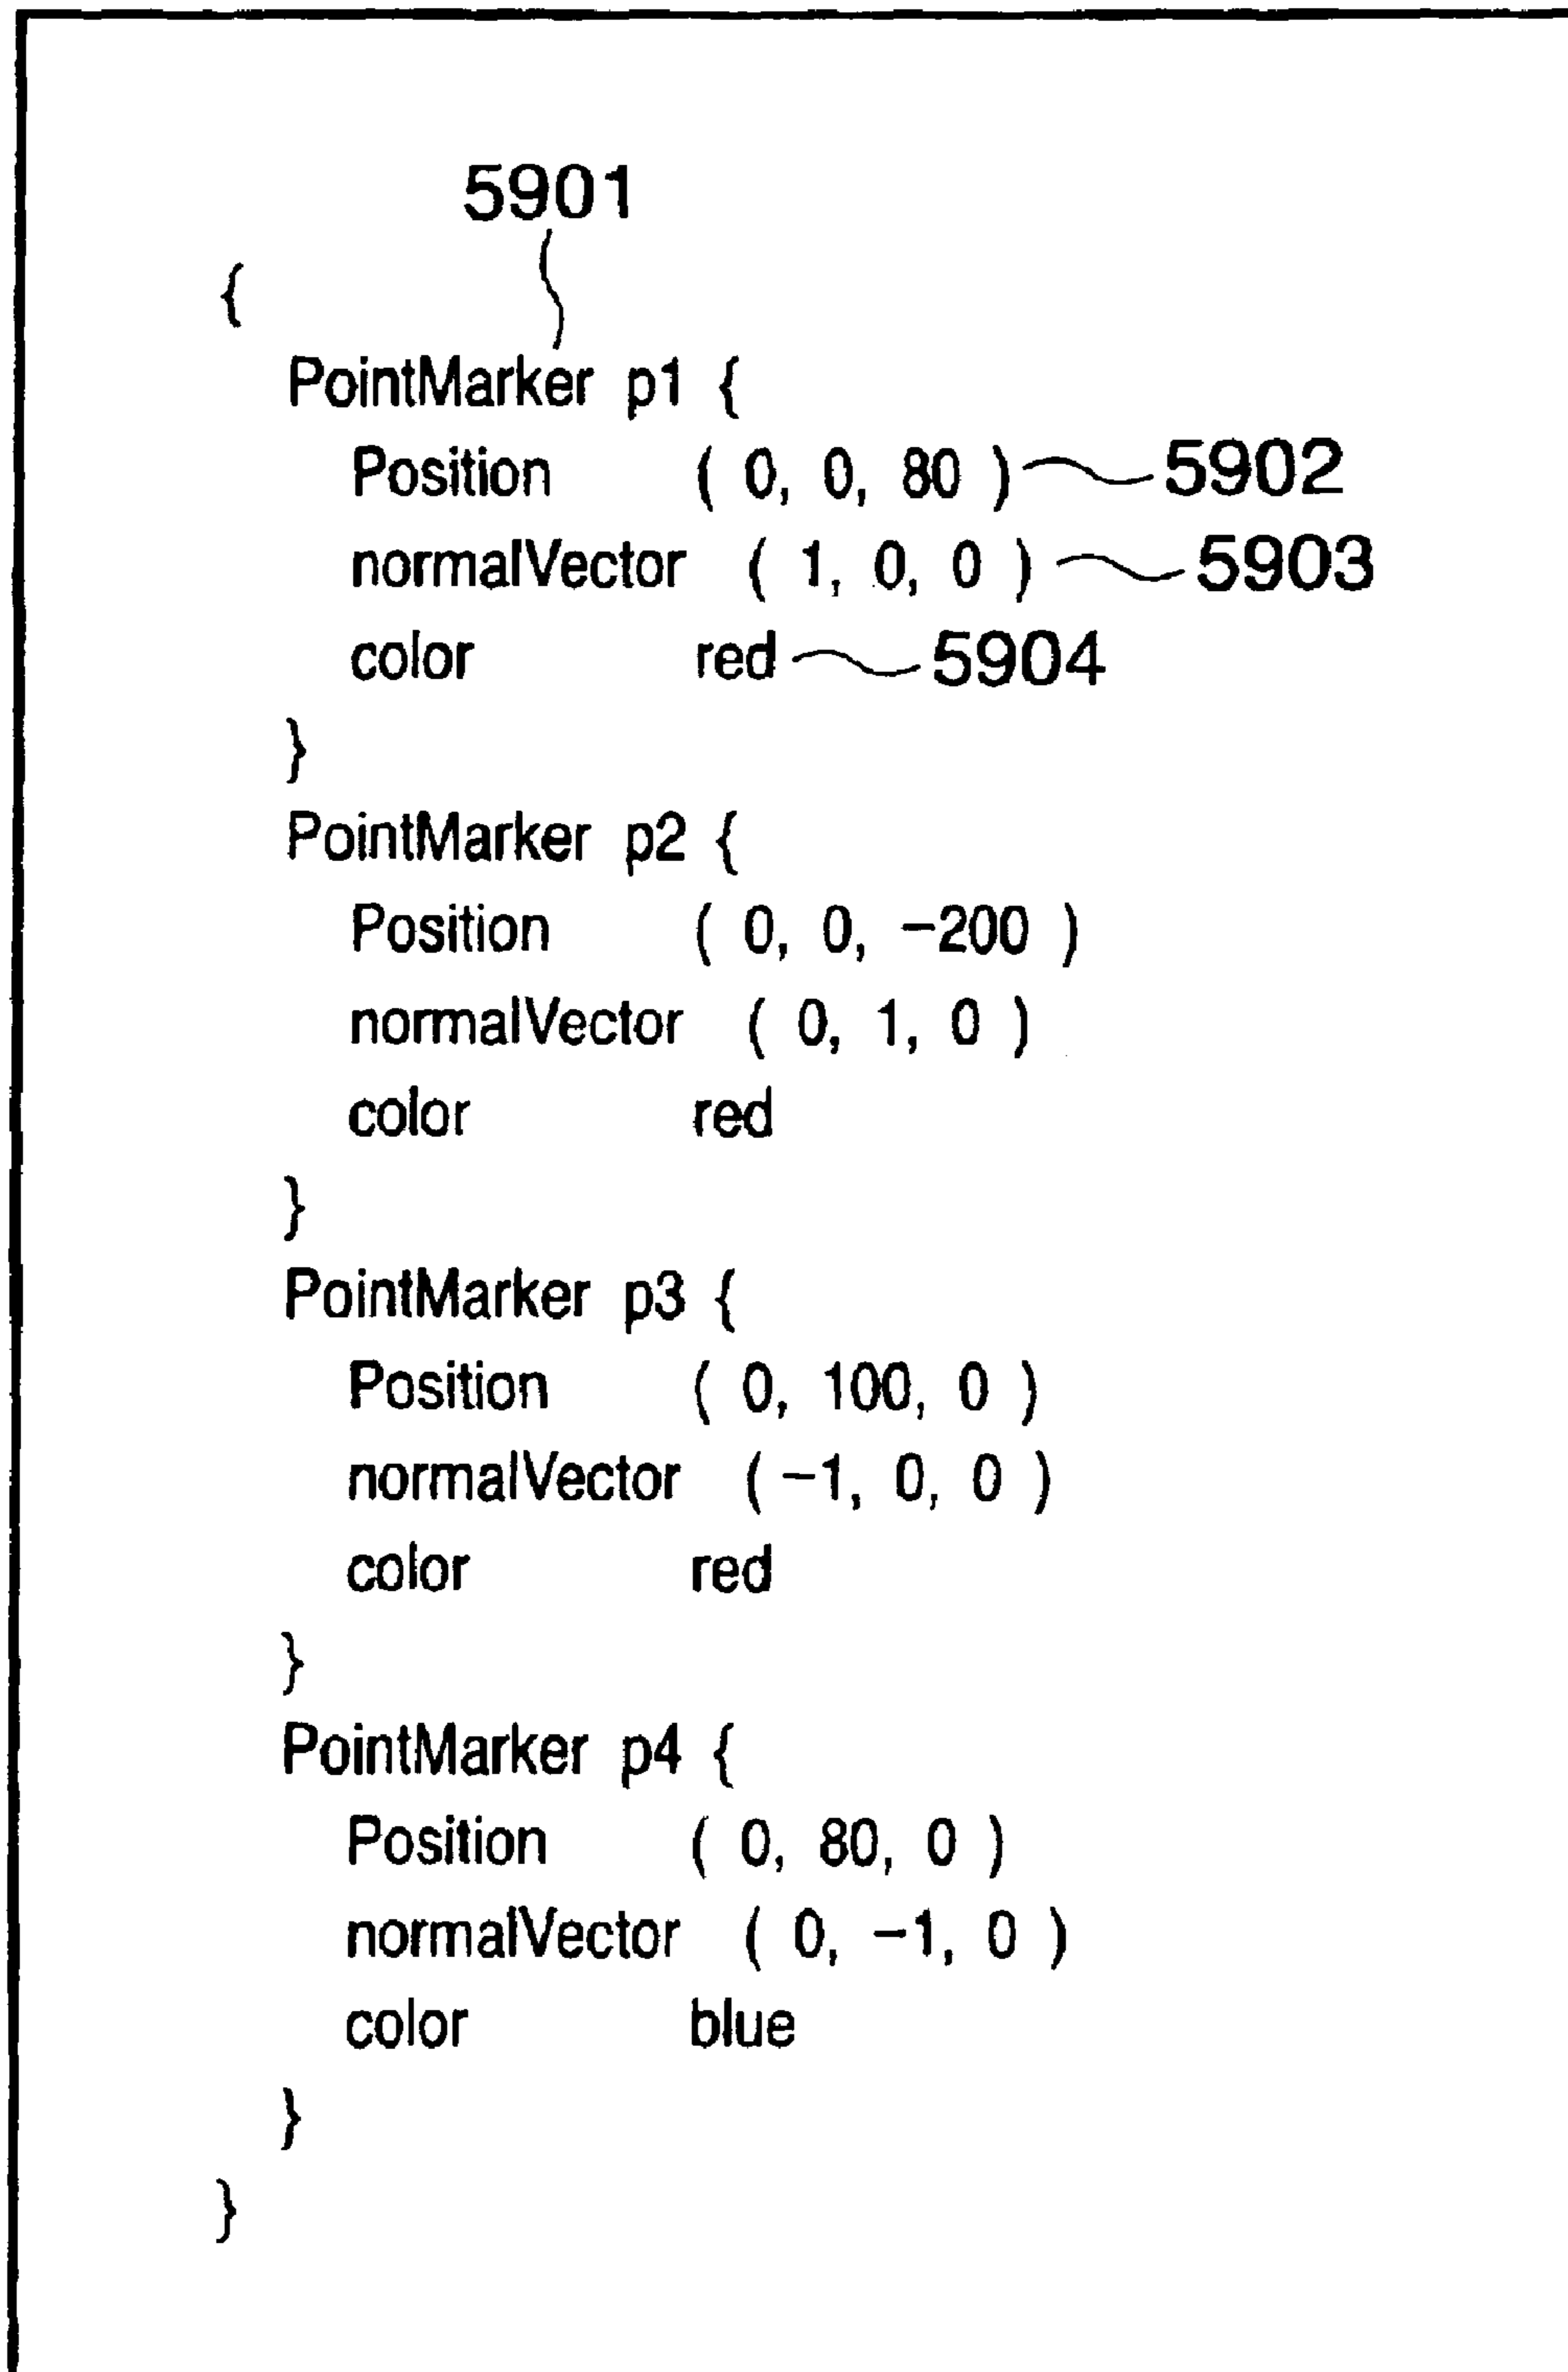 5901
{
PointMarker p1 {
Position ( 0, 0, 80 ) 5902
normalVector ( 1, 0, 0 ) 5903
color red 5904
}
PointMarker p2 {
Position ( 0, 0, −200 )
normalVector ( 0, 1, 0 )
color red
}
PointMarker p3 {
Position ( 0, 100, 0 )
normalVector ( −1, 0, 0 )
color red
}
PointMarker p4 {
Position ( 0, 80, 0 )
normalVector ( 0, −1, 0 )
color blue
}
}